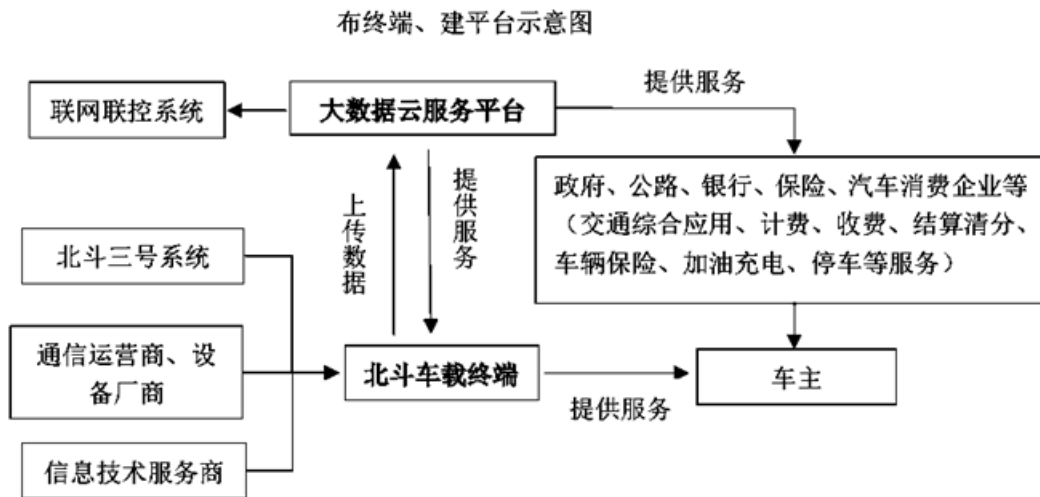 布终端、建平台示意图
联网联控系统
大数据云服务平台
提供服务
政府、公路、银行、保险、汽车消费企业等
（交通综合应用、计费、收费、结算清分、
车辆保险、加油充电、停车等服务）
上传数据
提供服务
北斗三号系统
通信运营商、设
备厂商
信息技术服务商
北斗车载终端
提供服务
车主